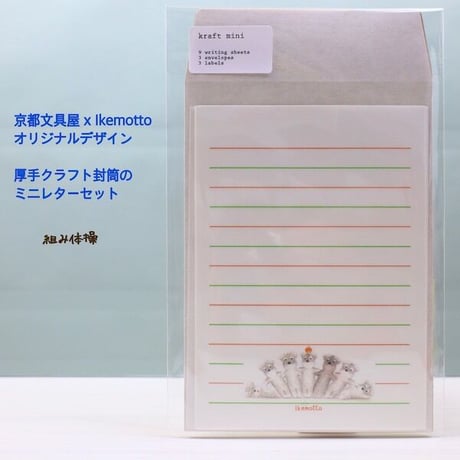 kraft mini
9 writing sheets
3 envelopes
3 labels
京都文具屋 x Ikemotto
オリジナルデザイン
厚手クラフト封筒の
ミニレターセット
組み体操
ikemotto